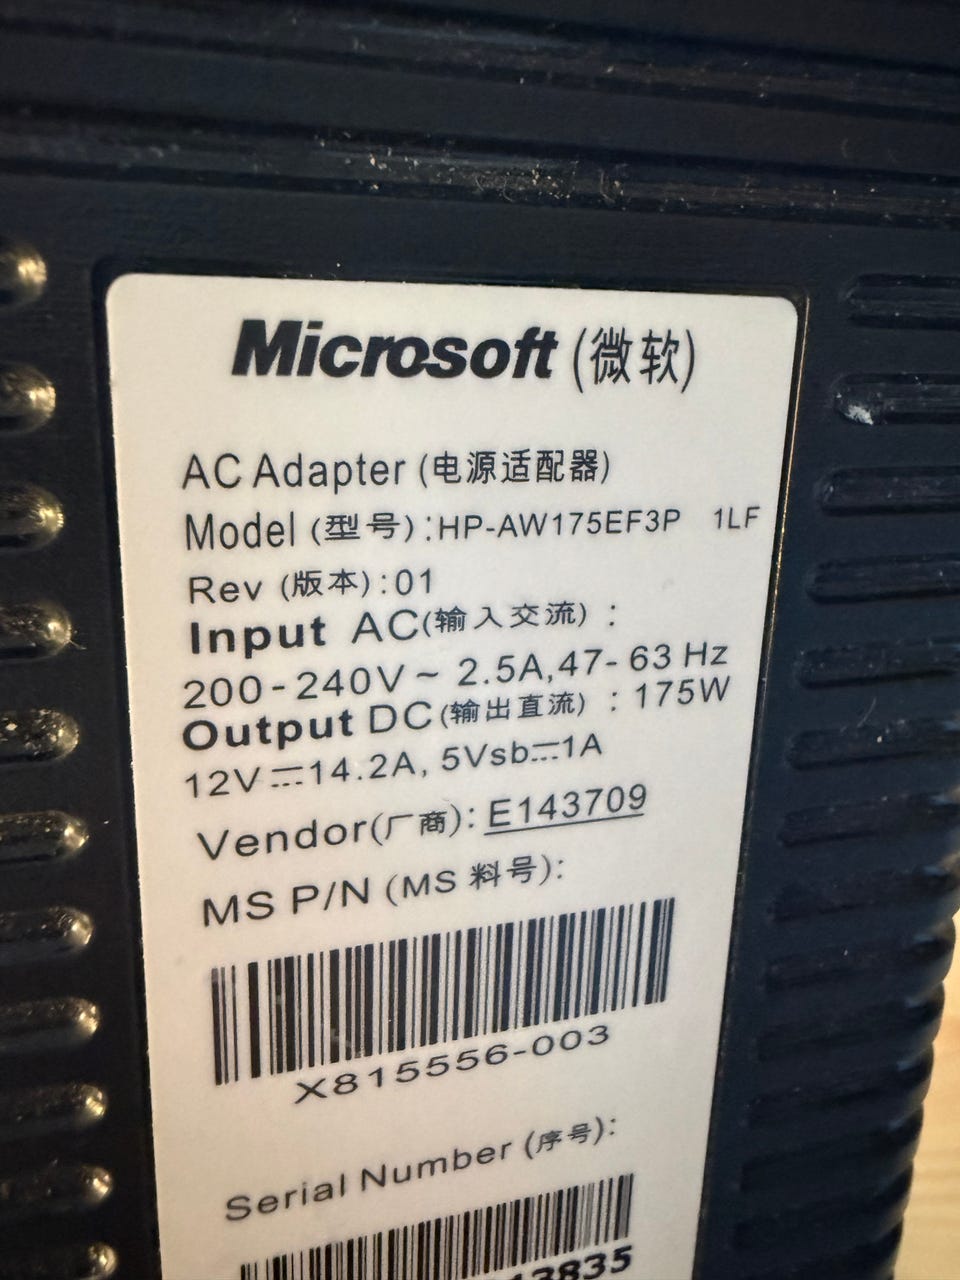 Microsoft (微软)
AC Adapter (电源适配器)
Model (型号):HP-AW175EF3P 1LF
Rev (版本):01
Input AC(输入交流) :
200-240V~ 2.5A,47-63 Hz
Output DC(输出直流) : 175W
12V⎓14.2A, 5Vsb⎓1A
Vendor(厂商): E143709
MS P/N (MS 料号):
X815556-003
Serial Number (序号):